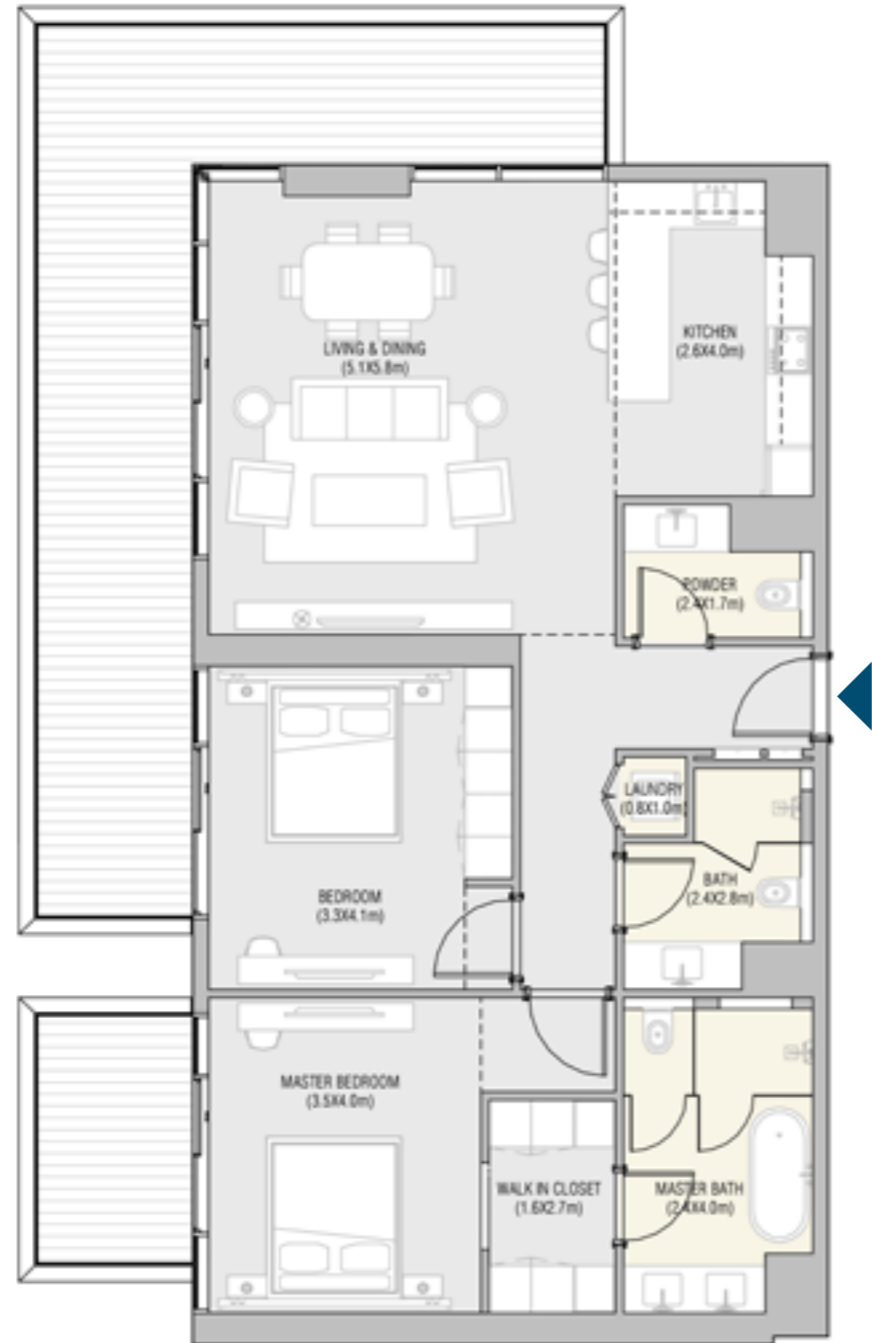 LIVING & DINING
(5.1X5.8m)
KITCHEN
(2.6X4.0m)
POWDER
(2.4X1.7m)
LAUNDRY
(0.8X1.0m)
BATH
(2.4X2.8m)
BEDROOM
(3.3X4.1m)
MASTER BEDROOM
(3.5X4.0m)
WALK IN CLOSET
(1.6X2.7m)
MASTER BATH
(2.4X4.0m)